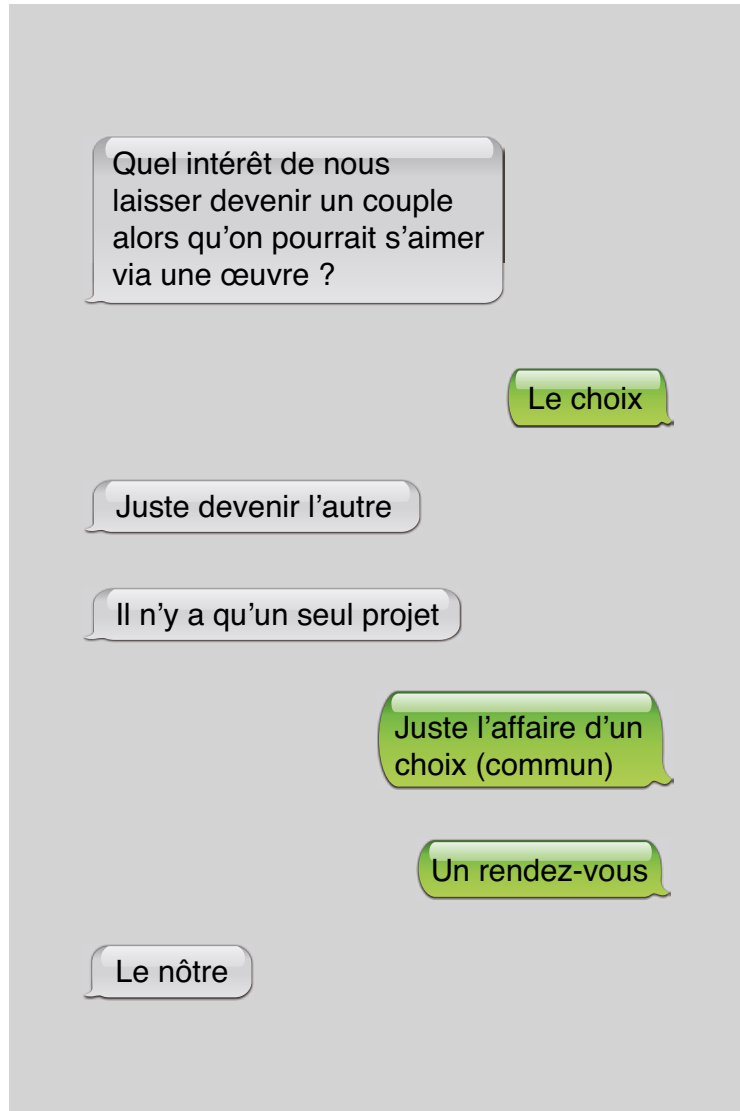 Quel intérêt de nous
laisser devenir un couple
alors qu’on pourrait s’aimer
via une œuvre ?
Le choix
Juste devenir l’autre
Il n’y a qu’un seul projet
Juste l’affaire d’un
choix (commun)
Un rendez-vous
Le nôtre